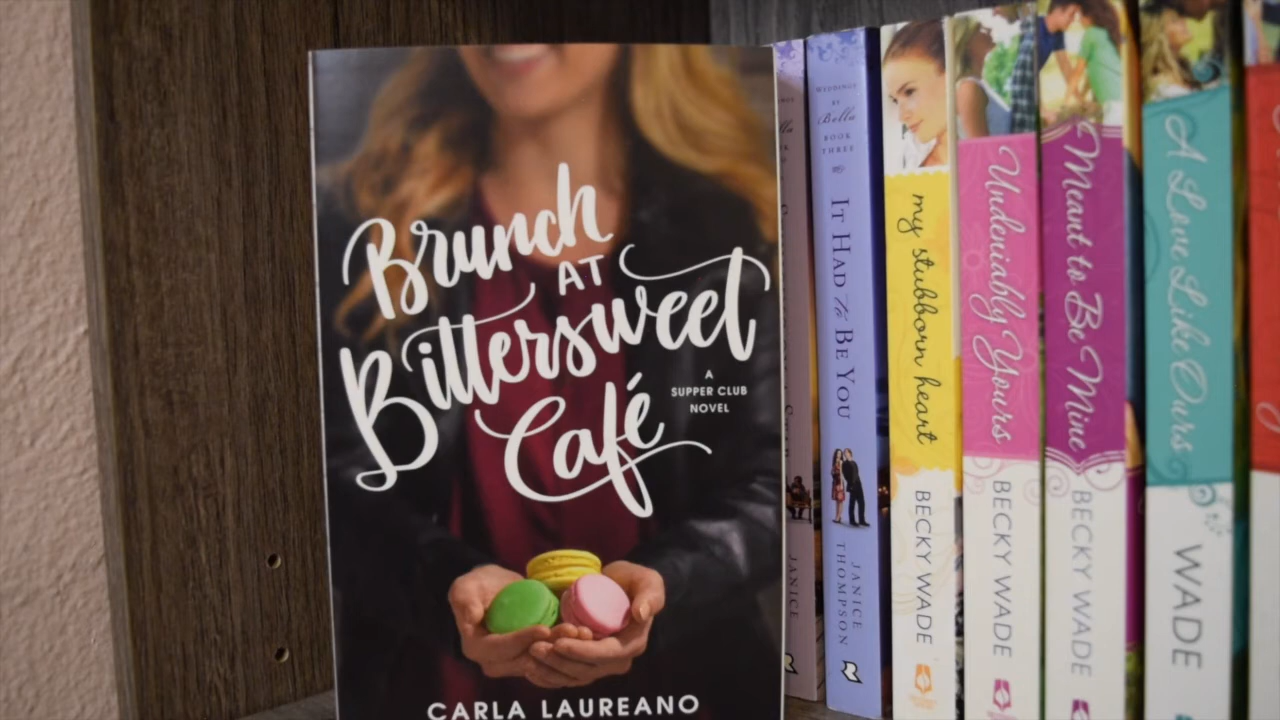 Brunch
AT
Bittersweet
Café
A
SUPPER CLUB
NOVEL
CARLA LAUREANO
JANICE
WEDDINGS
BY
Bella
BOOK
THREE
IT HAD To BE YOU
JANICE
THOMPSON
my stubborn heart
BECKY WADE
Undeniably Yours
BECKY WADE
Meant to Be Mine
BECKY WADE
A Love Like Ours
WADE